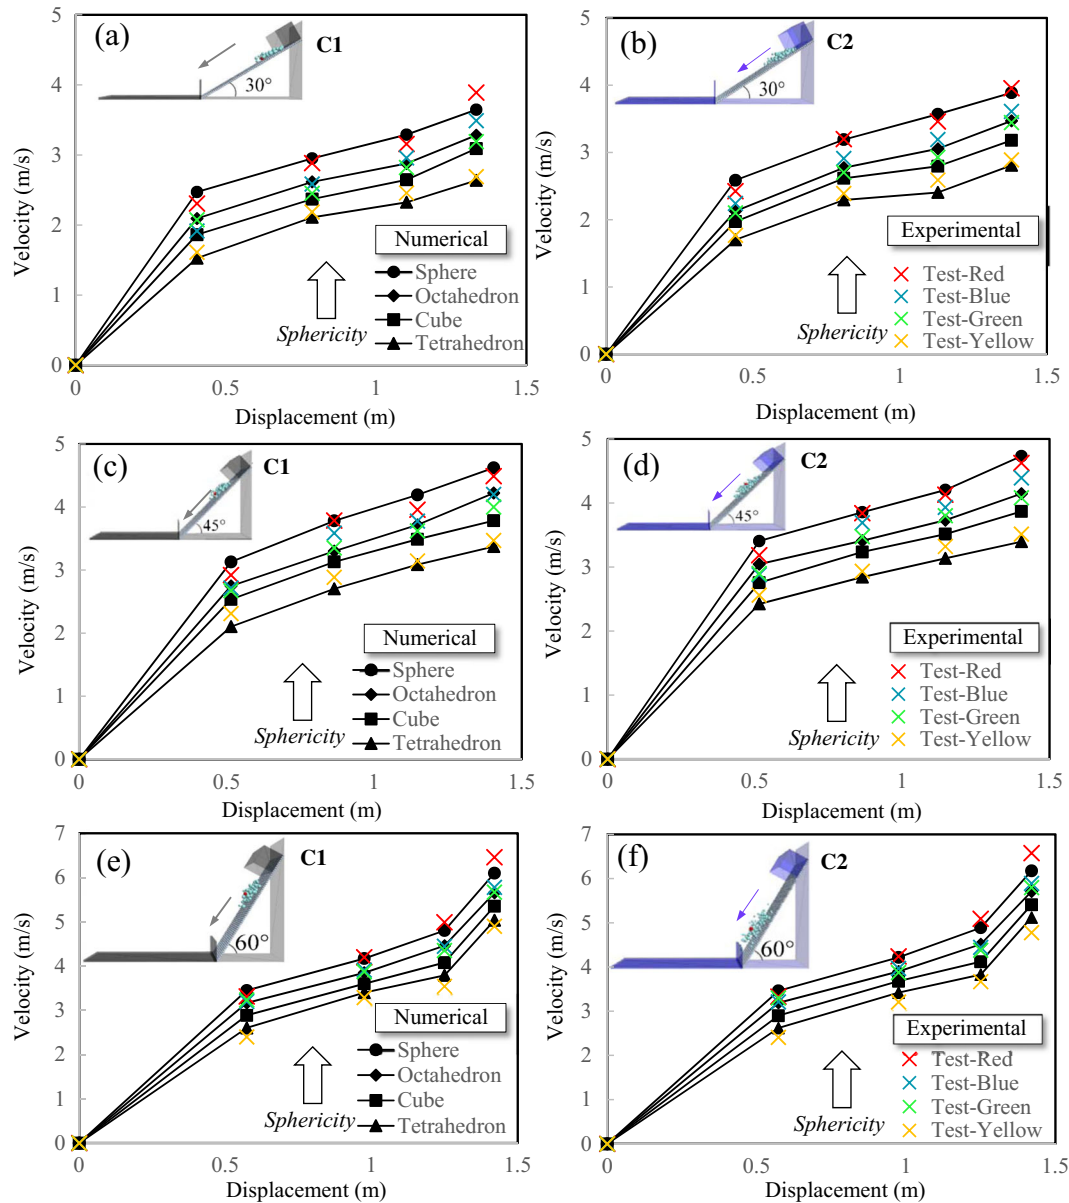 (a)
C1
30°
Velocity (m/s)
5
4
3
2
1
0
Numerical
Sphere
Octahedron
Cube
Tetrahedron
Sphericity
0
0.5
1
1.5
Displacement (m)
(b)
C2
30°
Velocity (m/s)
5
4
3
2
1
0
Experimental
Test-Red
Test-Blue
Test-Green
Test-Yellow
Sphericity
0
0.5
1
1.5
Displacement (m)
(c)
C1
45°
Velocity (m/s)
5
4
3
2
1
0
Numerical
Sphere
Octahedron
Cube
Tetrahedron
Sphericity
0
0.5
1
1.5
Displacement (m)
(d)
C2
45°
Velocity (m/s)
5
4
3
2
1
0
Experimental
Test-Red
Test-Blue
Test-Green
Test-Yellow
Sphericity
0
0.5
1
1.5
Displacement (m)
(e)
C1
60°
Velocity (m/s)
7
6
5
4
3
2
1
0
Numerical
Sphere
Octahedron
Cube
Tetrahedron
Sphericity
0
0.5
1
1.5
Displacement (m)
(f)
C2
60°
Velocity (m/s)
7
6
5
4
3
2
1
0
Experimental
Test-Red
Test-Blue
Test-Green
Test-Yellow
Sphericity
0
0.5
1
1.5
Displacement (m)